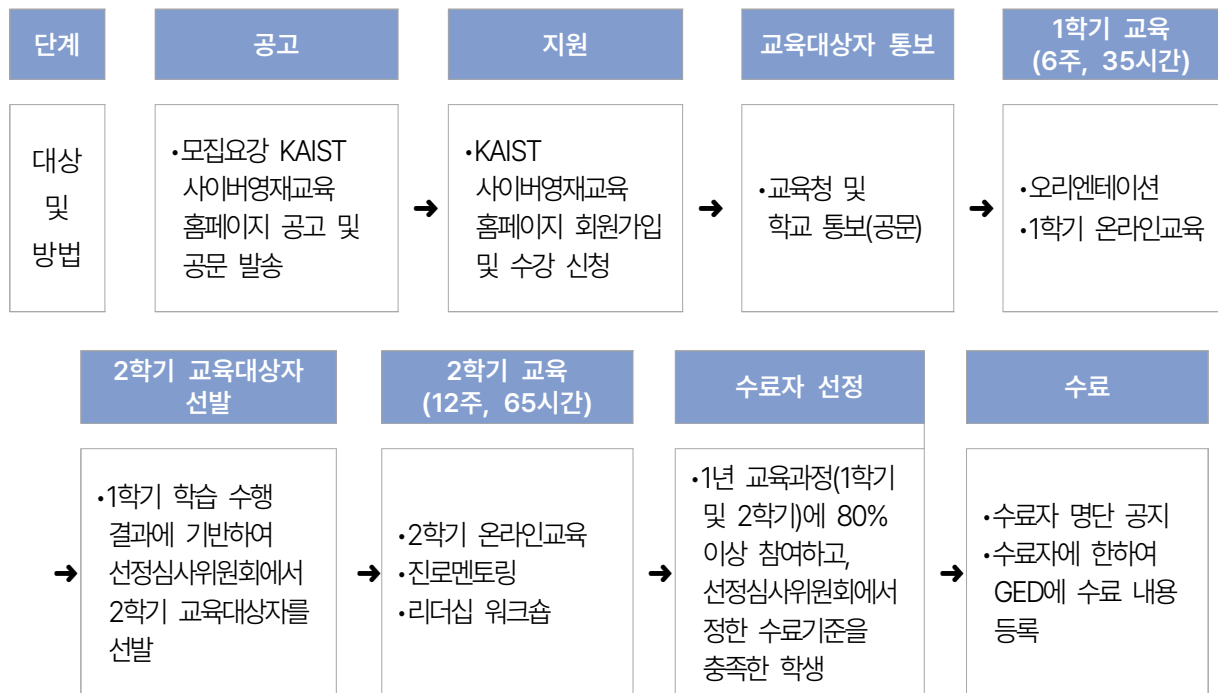 단계
공고
지원
교육대상자 통보
1학기 교육
(6주, 35시간)
대상
및
방법
•모집요강 KAIST
사이버영재교육
홈페이지 공고 및
공문 발송
➜
•KAIST
사이버영재교육
홈페이지 회원가입
및 수강 신청
➜
•교육청 및
학교 통보(공문)
➜
•오리엔테이션
•1학기 온라인교육
2학기 교육대상자
선발
2학기 교육
(12주, 65시간)
수료자 선정
수료
➜
•1학기 학습 수행
결과에 기반하여
선정심사위원회에서
2학기 교육대상자를
선발
➜
•2학기 온라인교육
•진로멘토링
•리더십 워크숍
➜
•1년 교육과정(1학기
및 2학기)에 80%
이상 참여하고,
선정심사위원회에서
정한 수료기준을
충족한 학생
➜
•수료자 명단 공지
•수료자에 한하여
GED에 수료 내용
등록